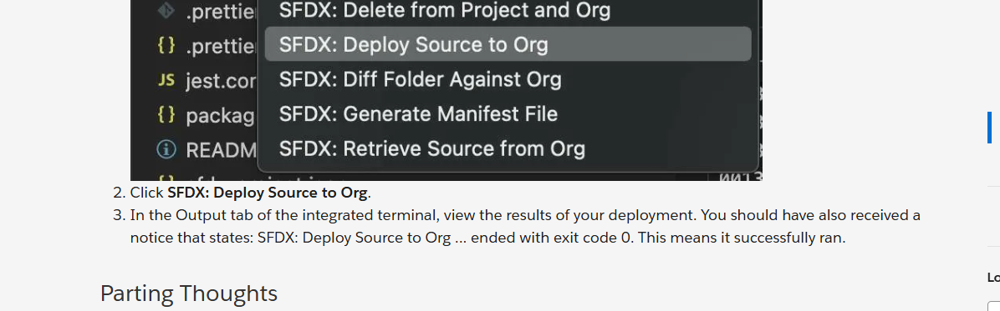 .prettier
SFDX: Delete from Project and Org
{} .prettie
SFDX: Deploy Source to Org
JS jest.cor
SFDX: Diff Folder Against Org
{} packag
SFDX: Generate Manifest File
READM
SFDX: Retrieve Source from Org
2. Click SFDX: Deploy Source to Org.
3. In the Output tab of the integrated terminal, view the results of your deployment. You should have also received a
notice that states: SFDX: Deploy Source to Org ... ended with exit code 0. This means it successfully ran.
Parting Thoughts
Lo